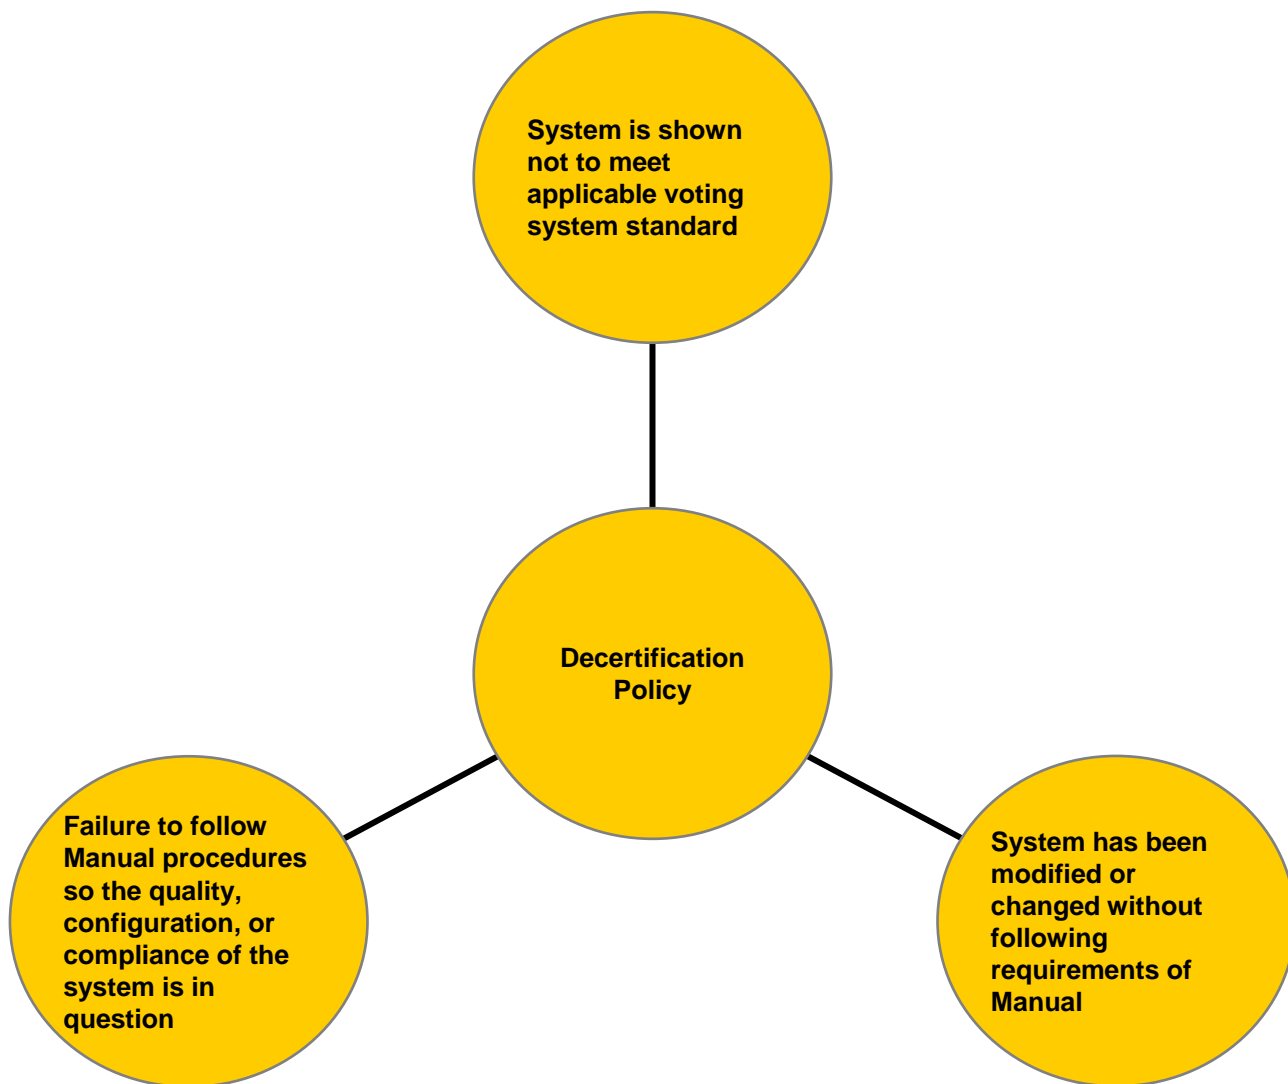 System is shown
not to meet
applicable voting
system standard
Decertification
Policy
Failure to follow
Manual procedures
so the quality,
configuration, or
compliance of the
system is in
question
System has been
modified or
changed without
following
requirements of
Manual